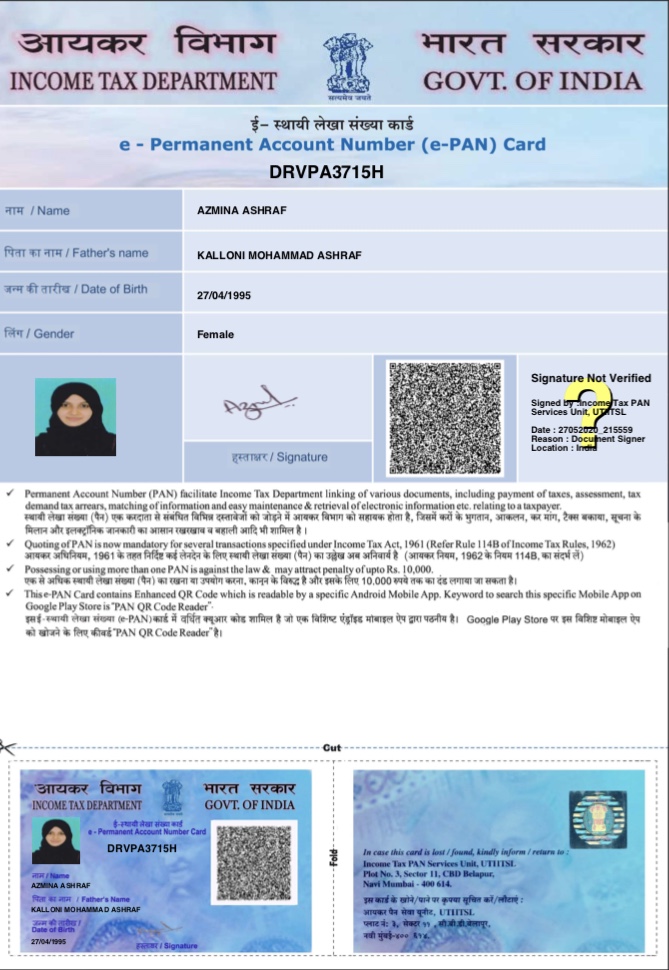 आयकर विभाग
INCOME TAX DEPARTMENT
सत्यमेव जयते
भारत सरकार
GOVT. OF INDIA
ई- स्थायी लेखा संख्या कार्ड
e - Permanent Account Number (e-PAN) Card
DRVPA3715H
नाम / Name
AZMINA ASHRAF
पिता का नाम / Father's name
KALLONI MOHAMMAD ASHRAF
जन्म की तारीख / Date of Birth
27/04/1995
लिंग / Gender
Female
हस्ताक्षर / Signature
Signature Not Verified
Signed by :Income Tax PAN
Services Unit, UTIITSL
Date : 27052020_215559
Reason : Document Signer
Location : India
✓ Permanent Account Number (PAN) facilitate Income Tax Department linking of various documents, including payment of taxes, assessment, tax
demand tax arrears, matching of information and easy maintenance & retrieval of electronic information etc. relating to a taxpayer.
स्थायी लेखा संख्या (पैन) एक करदाता से संबंधित विभिन्न दस्तावेजों को जोड़ने में आयकर विभाग को सहायक होता है, जिसमें करों के भुगतान, आकलन, कर मांग, टैक्स बकाया, सूचना के
मिलान और इलक्ट्रॉनिक जानकारी का आसान रखरखाव व बहाली आदि भी शामिल है ।
✓ Quoting of PAN is now mandatory for several transactions specified under Income Tax Act, 1961 (Refer Rule 114B of Income Tax Rules, 1962)
आयकर अधिनियम, 1961 के तहत निर्दिष्ट कई लेनदेन के लिए स्थायी लेखा संख्या (पैन) का उल्लेख अब अनिवार्य है (आयकर नियम, 1962 के नियम 114B, का संदर्भ लें)
✓ Possessing or using more than one PAN is against the law & may attract penalty of upto Rs. 10,000.
एक से अधिक स्थायी लेखा संख्या (पैन) का रखना या उपयोग करना, कानून के विरुद्ध है और इसके लिए 10,000 रुपये तक का दंड लगाया जा सकता है।
✓ This e-PAN Card contains Enhanced QR Code which is readable by a specific Android Mobile App. Keyword to search this specific Mobile App on
Google Play Store is "PAN QR Code Reader".
इस ई-स्थायी लेखा संख्या (e-PAN) कार्ड में वर्धित क्यूआर कोड शामिल है जो एक विशिष्ट एंड्रॉइड मोबाइल ऐप द्वारा पठनीय है। Google Play Store पर इस विशिष्ट मोबाइल ऐप
को खोजने के लिए कीवर्ड "PAN QR Code Reader" है।
Cut
आयकर विभाग
INCOME TAX DEPARTMENT
भारत सरकार
GOVT. OF INDIA
ई-स्थायी लेखा संख्या कार्ड
e - Permanent Account Number Card
DRVPA3715H
नाम / Name
AZMINA ASHRAF
पिता का नाम / Father's Name
KALLONI MOHAMMAD ASHRAF
जन्म की तारीख /
Date of Birth
27/04/1995
हस्ताक्षर / Signature
Fold
In case this card is lost / found, kindly inform / return to :
Income Tax PAN Services Unit, UTIITSL
Plot No. 3, Sector 11, CBD Belapur,
Navi Mumbai - 400 614.
इस कार्ड के खोने/पाने पर कृपया सूचित करें/लौटाएं :
आयकर पैन सेवा यूनीट, UTIITSL
प्लाट नं: ३, सेक्टर ११ , सी.बी.डी.बेलापुर,
नवी मुंबई-४०० ६१४.